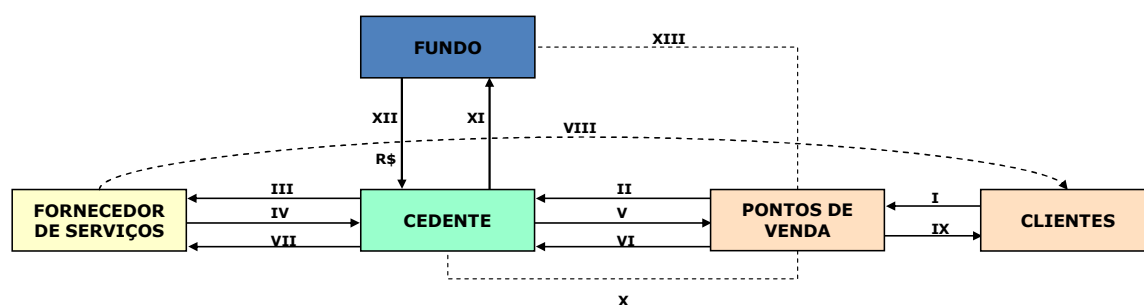 FUNDO
XIII
XII
XI
VIII
R$
III
II
I
FORNECEDOR
DE SERVIÇOS
IV
CEDENTE
V
PONTOS DE
VENDA
CLIENTES
VII
VI
IX
X